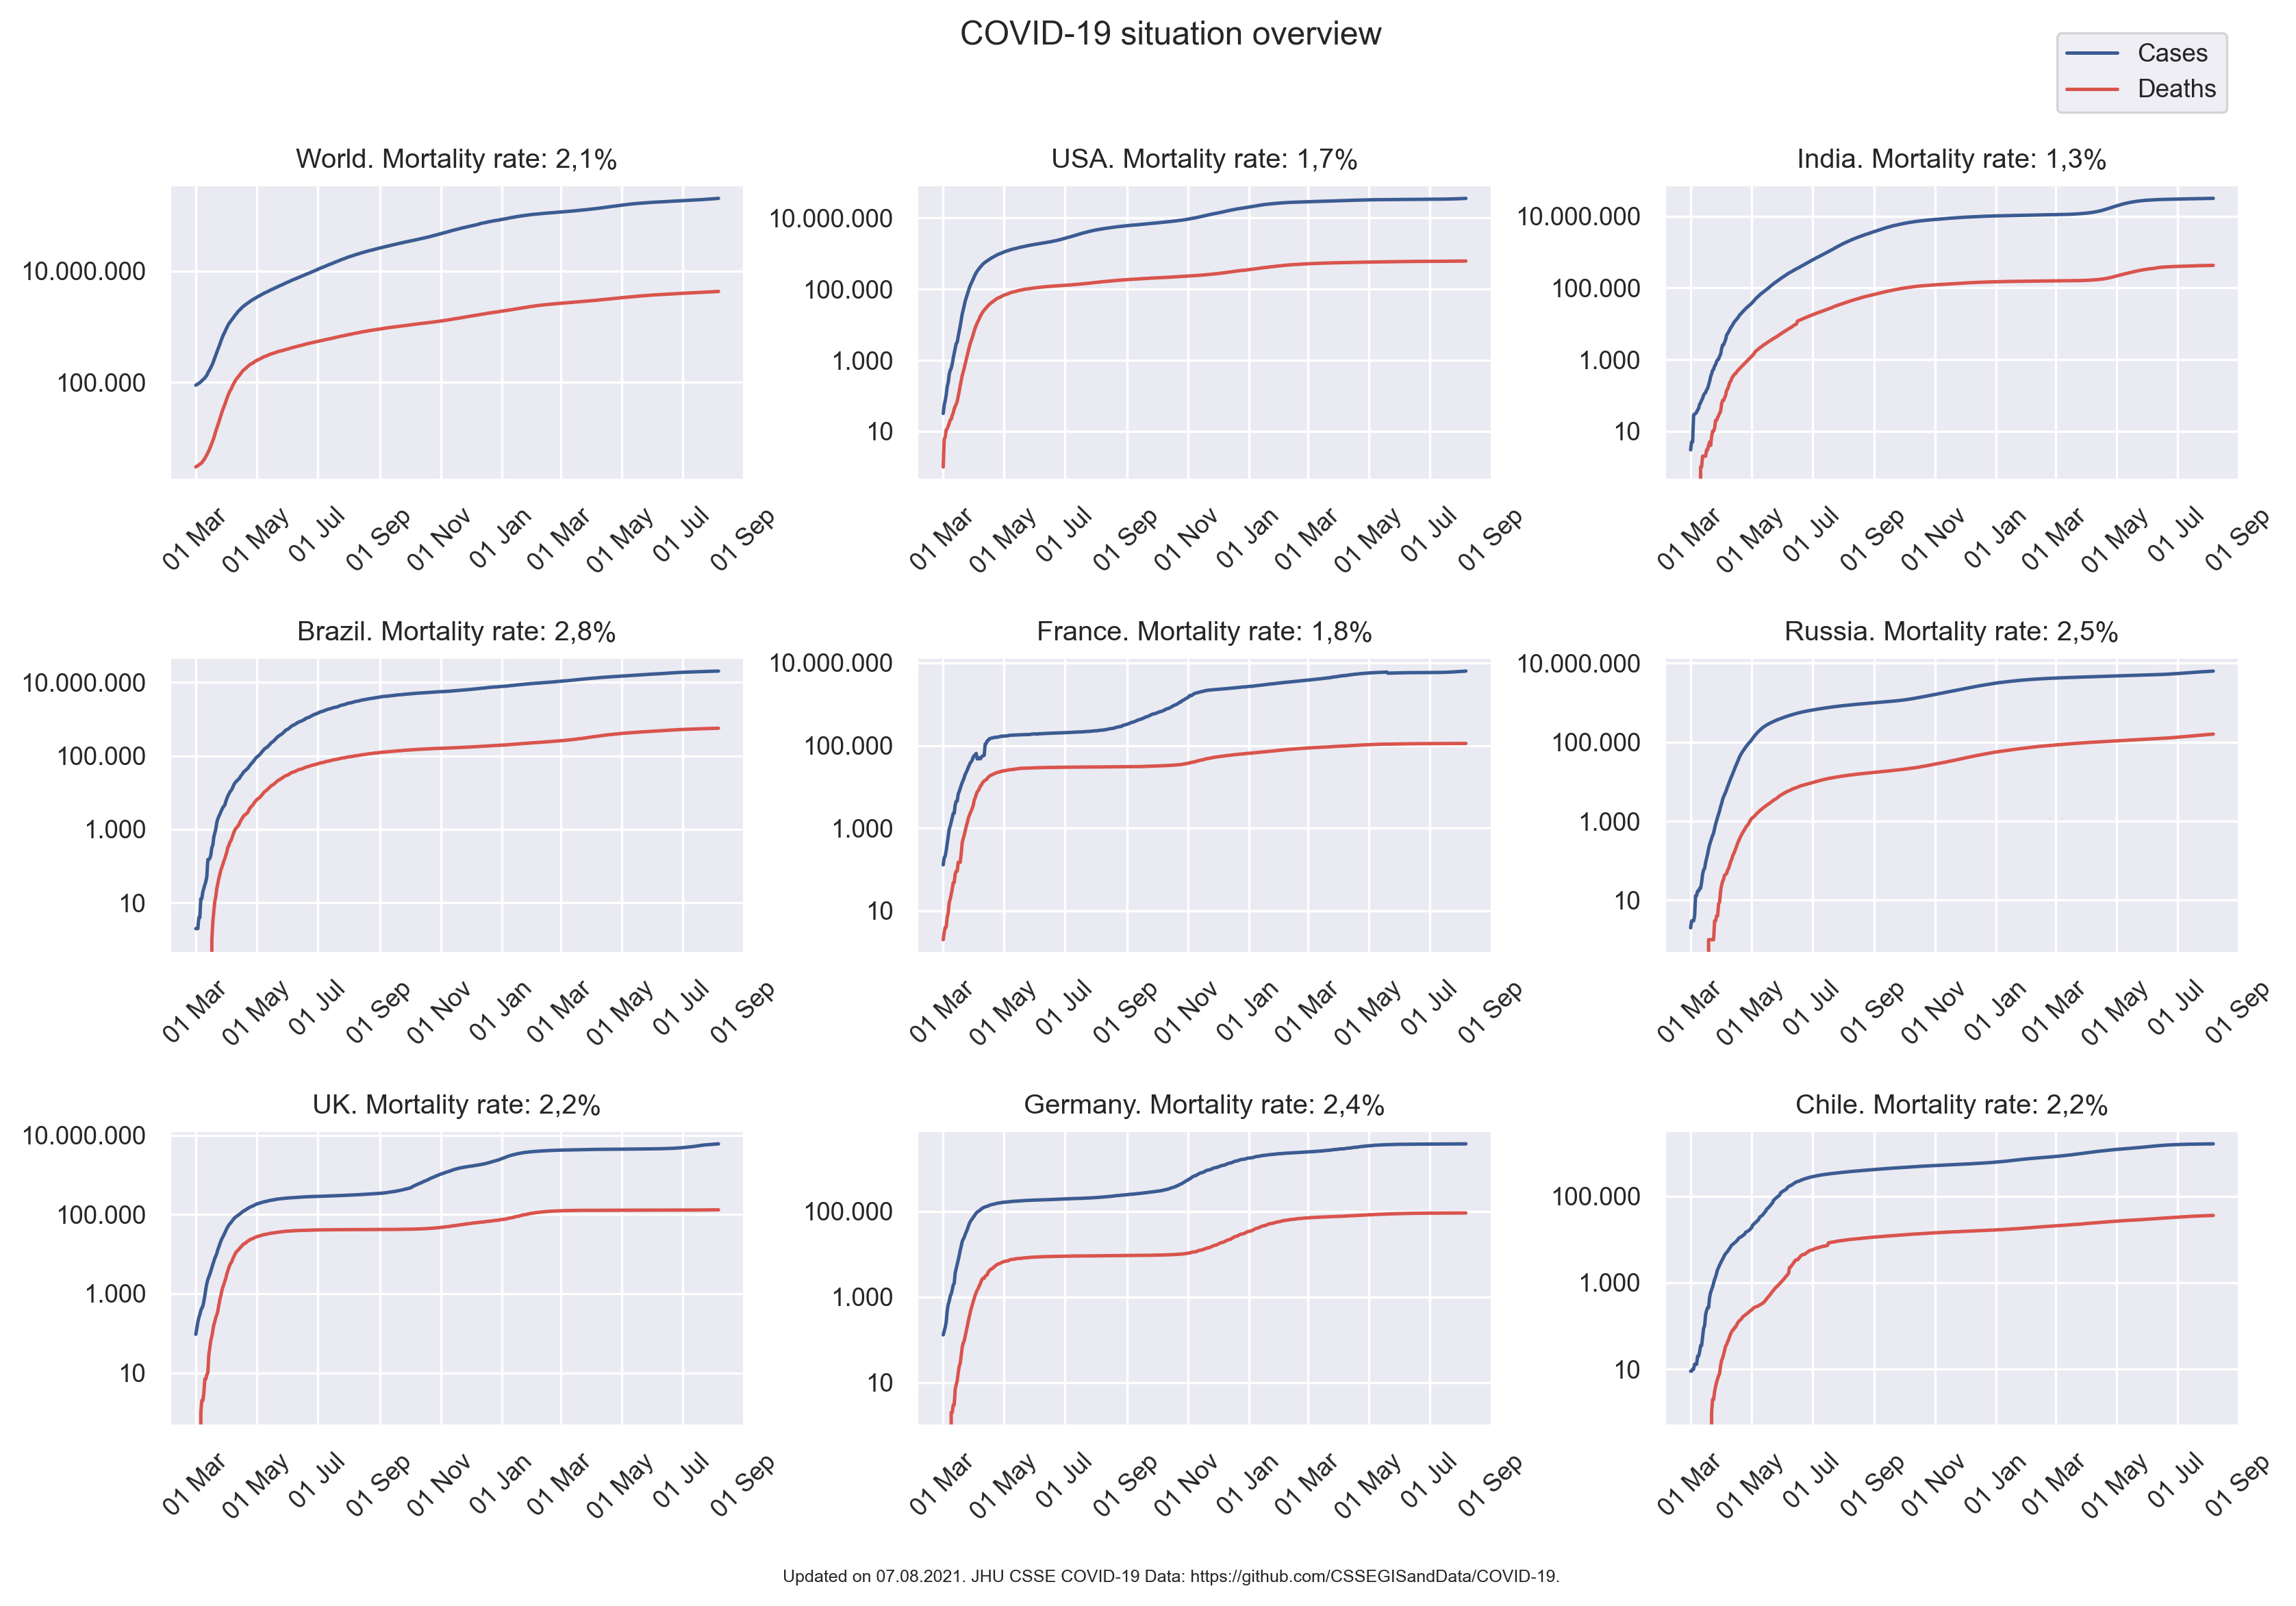 COVID-19 situation overview
Cases
Deaths
World. Mortality rate: 2,1%
10.000.000
100.000
01 Mar
01 May
01 Jul
01 Sep
01 Nov
01 Jan
01 Mar
01 May
01 Jul
01 Sep
USA. Mortality rate: 1,7%
10.000.000
100.000
1.000
10
01 Mar
01 May
01 Jul
01 Sep
01 Nov
01 Jan
01 Mar
01 May
01 Jul
01 Sep
India. Mortality rate: 1,3%
10.000.000
100.000
1.000
10
01 Mar
01 May
01 Jul
01 Sep
01 Nov
01 Jan
01 Mar
01 May
01 Jul
01 Sep
Brazil. Mortality rate: 2,8%
10.000.000
100.000
1.000
10
01 Mar
01 May
01 Jul
01 Sep
01 Nov
01 Jan
01 Mar
01 May
01 Jul
01 Sep
France. Mortality rate: 1,8%
10.000.000
100.000
1.000
10
01 Mar
01 May
01 Jul
01 Sep
01 Nov
01 Jan
01 Mar
01 May
01 Jul
01 Sep
Russia. Mortality rate: 2,5%
10.000.000
100.000
1.000
10
01 Mar
01 May
01 Jul
01 Sep
01 Nov
01 Jan
01 Mar
01 May
01 Jul
01 Sep
UK. Mortality rate: 2,2%
10.000.000
100.000
1.000
10
01 Mar
01 May
01 Jul
01 Sep
01 Nov
01 Jan
01 Mar
01 May
01 Jul
01 Sep
Germany. Mortality rate: 2,4%
100.000
1.000
10
01 Mar
01 May
01 Jul
01 Sep
01 Nov
01 Jan
01 Mar
01 May
01 Jul
01 Sep
Chile. Mortality rate: 2,2%
100.000
1.000
10
01 Mar
01 May
01 Jul
01 Sep
01 Nov
01 Jan
01 Mar
01 May
01 Jul
01 Sep
Updated on 07.08.2021. JHU CSSE COVID-19 Data: https://github.com/CSSEGISandData/COVID-19.